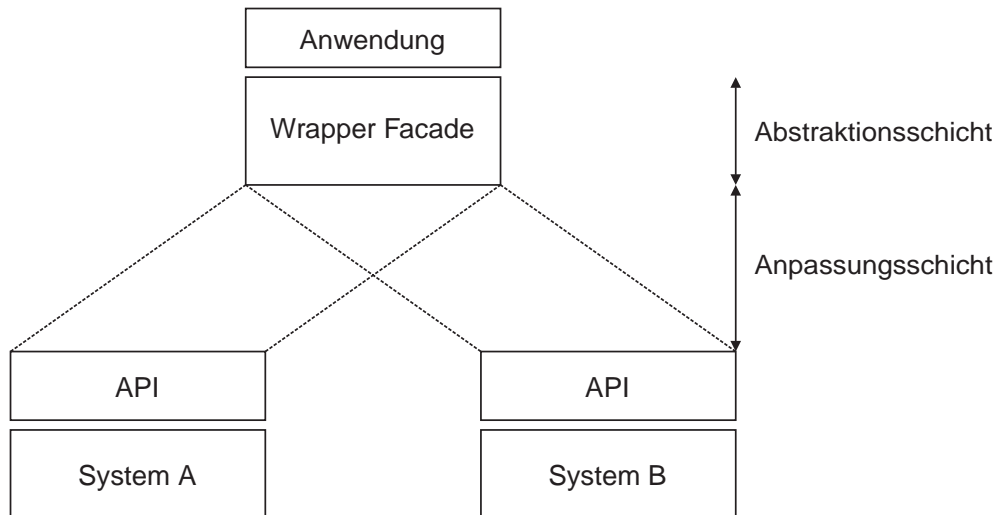 Anwendung
Wrapper Facade
Abstraktionsschicht
Anpassungsschicht
API
API
System A
System B